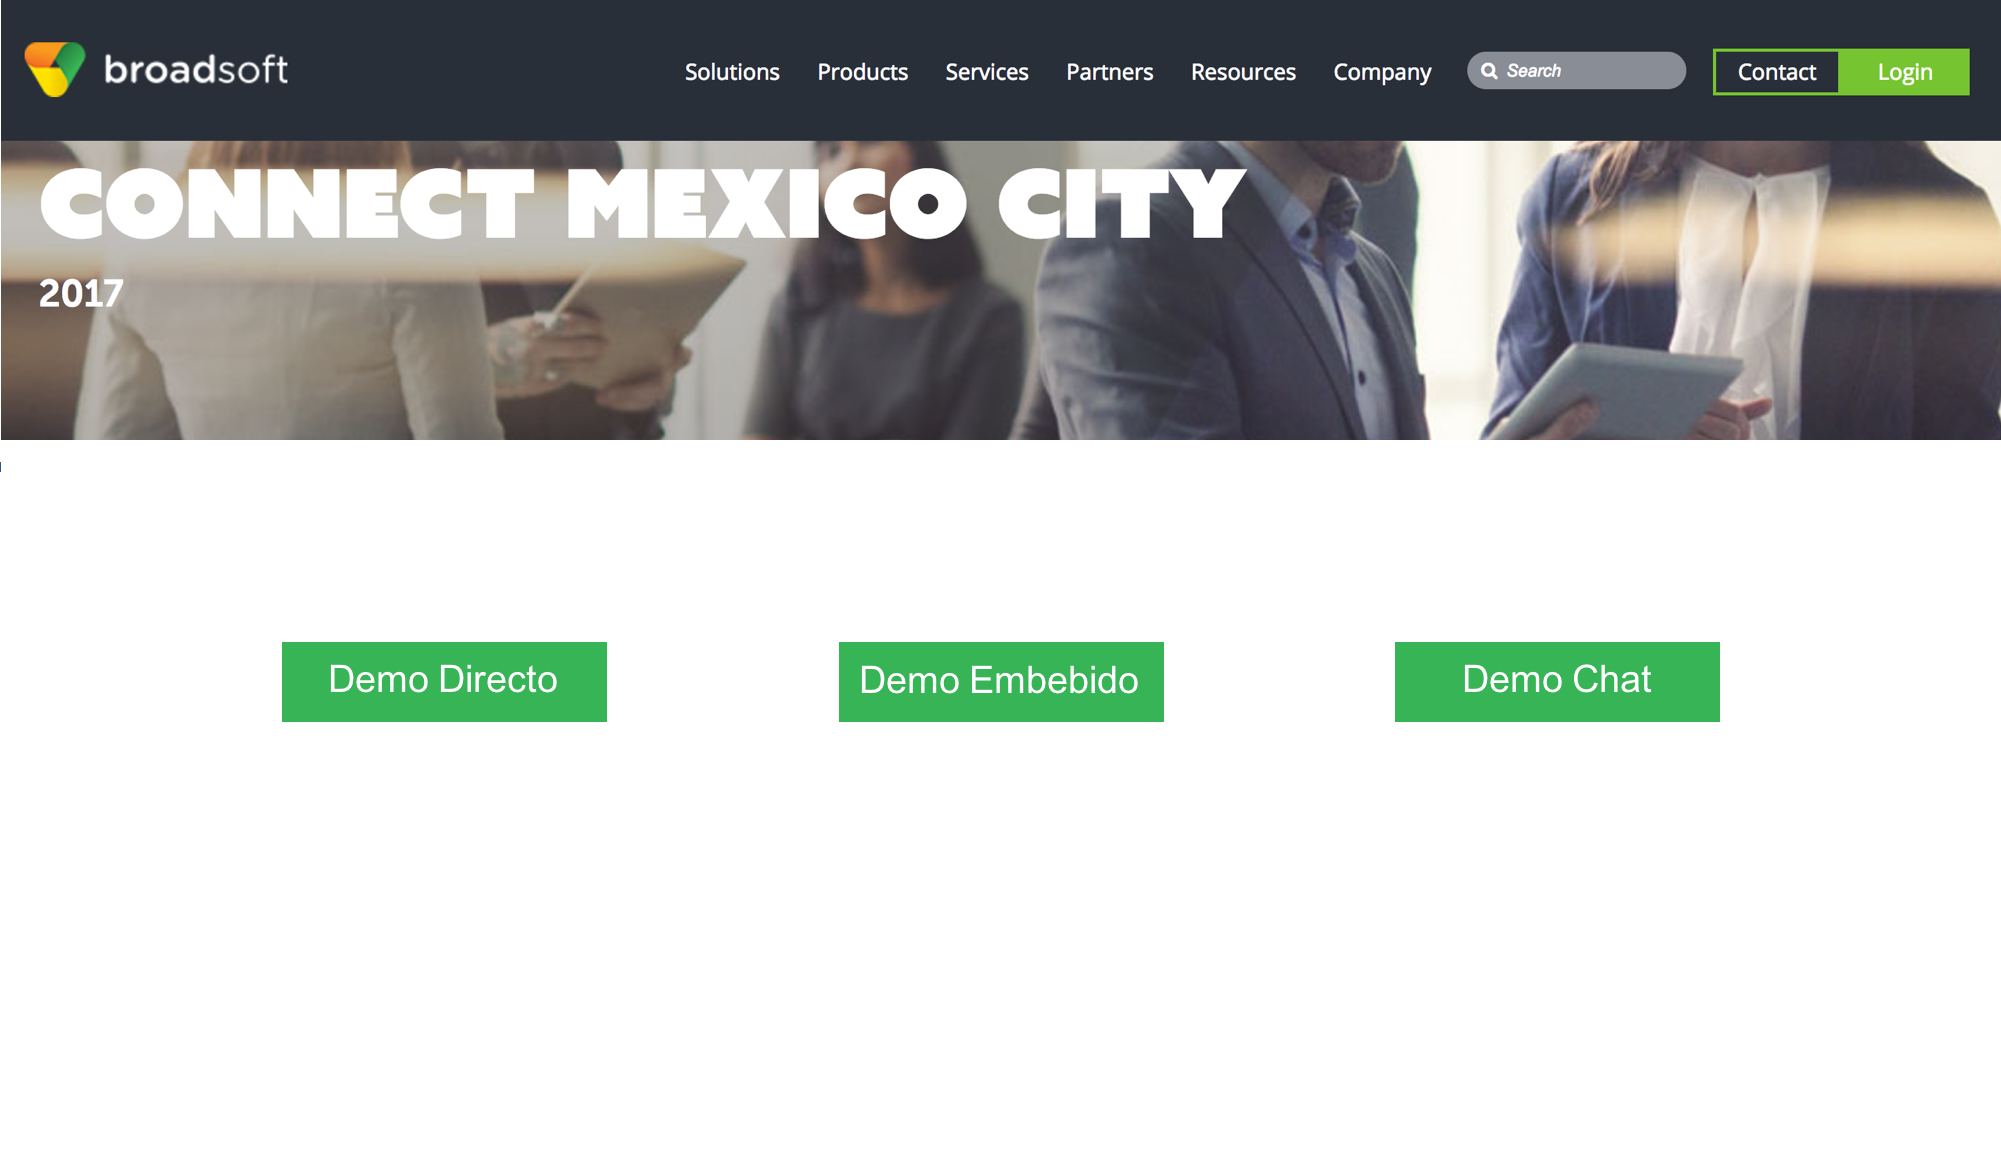 broadsoft
Solutions Products Services Partners Resources Company Search Contact Login
CONNECT MEXICO CITY
2017
Demo Directo Demo Embebido Demo Chat